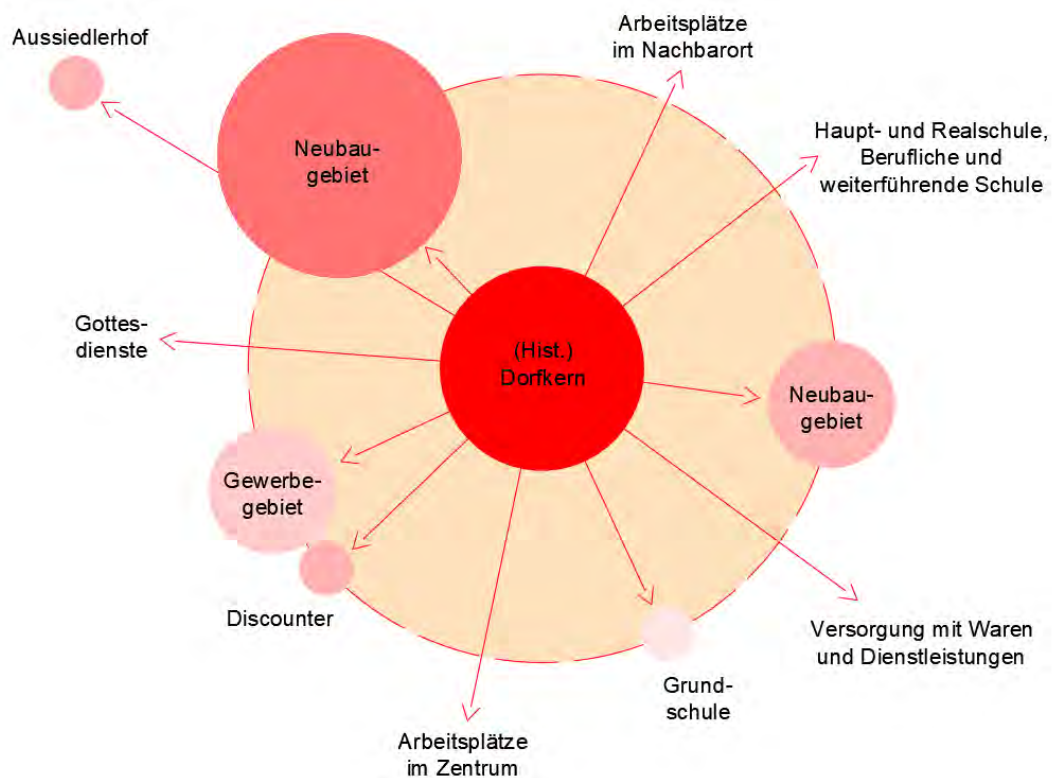 Aussiedlerhof
Arbeitsplätze
im Nachbarort
Neubau-
gebiet
Haupt- und Realschule,
Berufliche und
weiterführende Schule
Gottes-
dienste
(Hist.)
Dorfkern
Neubau-
gebiet
Gewerbe-
gebiet
Discounter
Versorgung mit Waren
und Dienstleistungen
Grund-
schule
Arbeitsplätze
im Zentrum